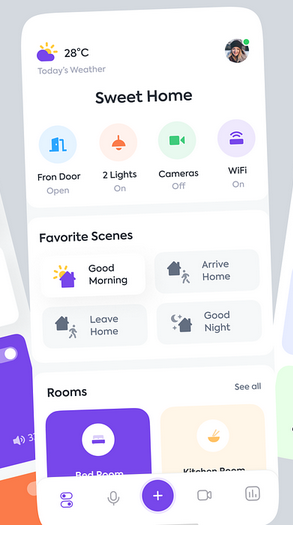 28°C
Today's Weather
Sweet Home
Fron Door
2 Lights
Cameras
WiFi
Open
On
Off
On
Favorite Scenes
Good
Morning
Arrive
Home
Leave
Home
Good
Night
Rooms
See all
Bed Room
Kitchen Room